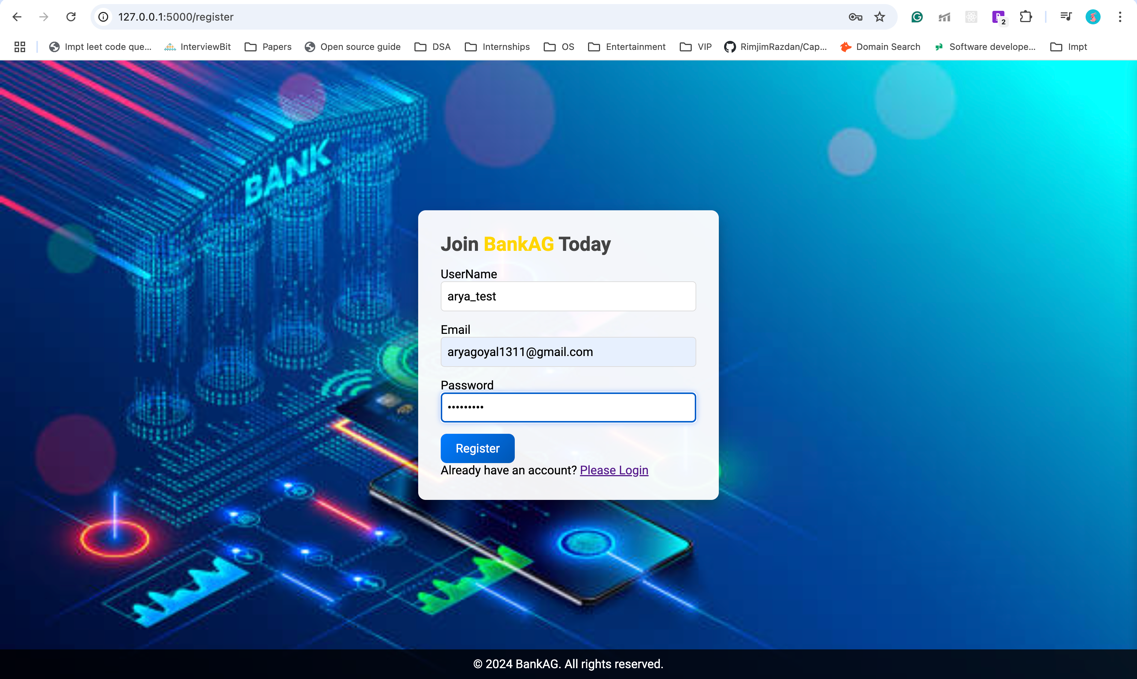 127.0.0.1:5000/register
2
Impt leet code que...
InterviewBit
Papers
Open source guide
DSA
Internships
OS
Entertainment
VIP
RimjimRazdan/Cap...
Domain Search
Software develope...
Impt
BANK
Join BankAG Today
UserName
arya_test
Email
aryagoyal1311@gmail.com
Password
•••••••••
Register
Already have an account? Please Login
© 2024 BankAG. All rights reserved.